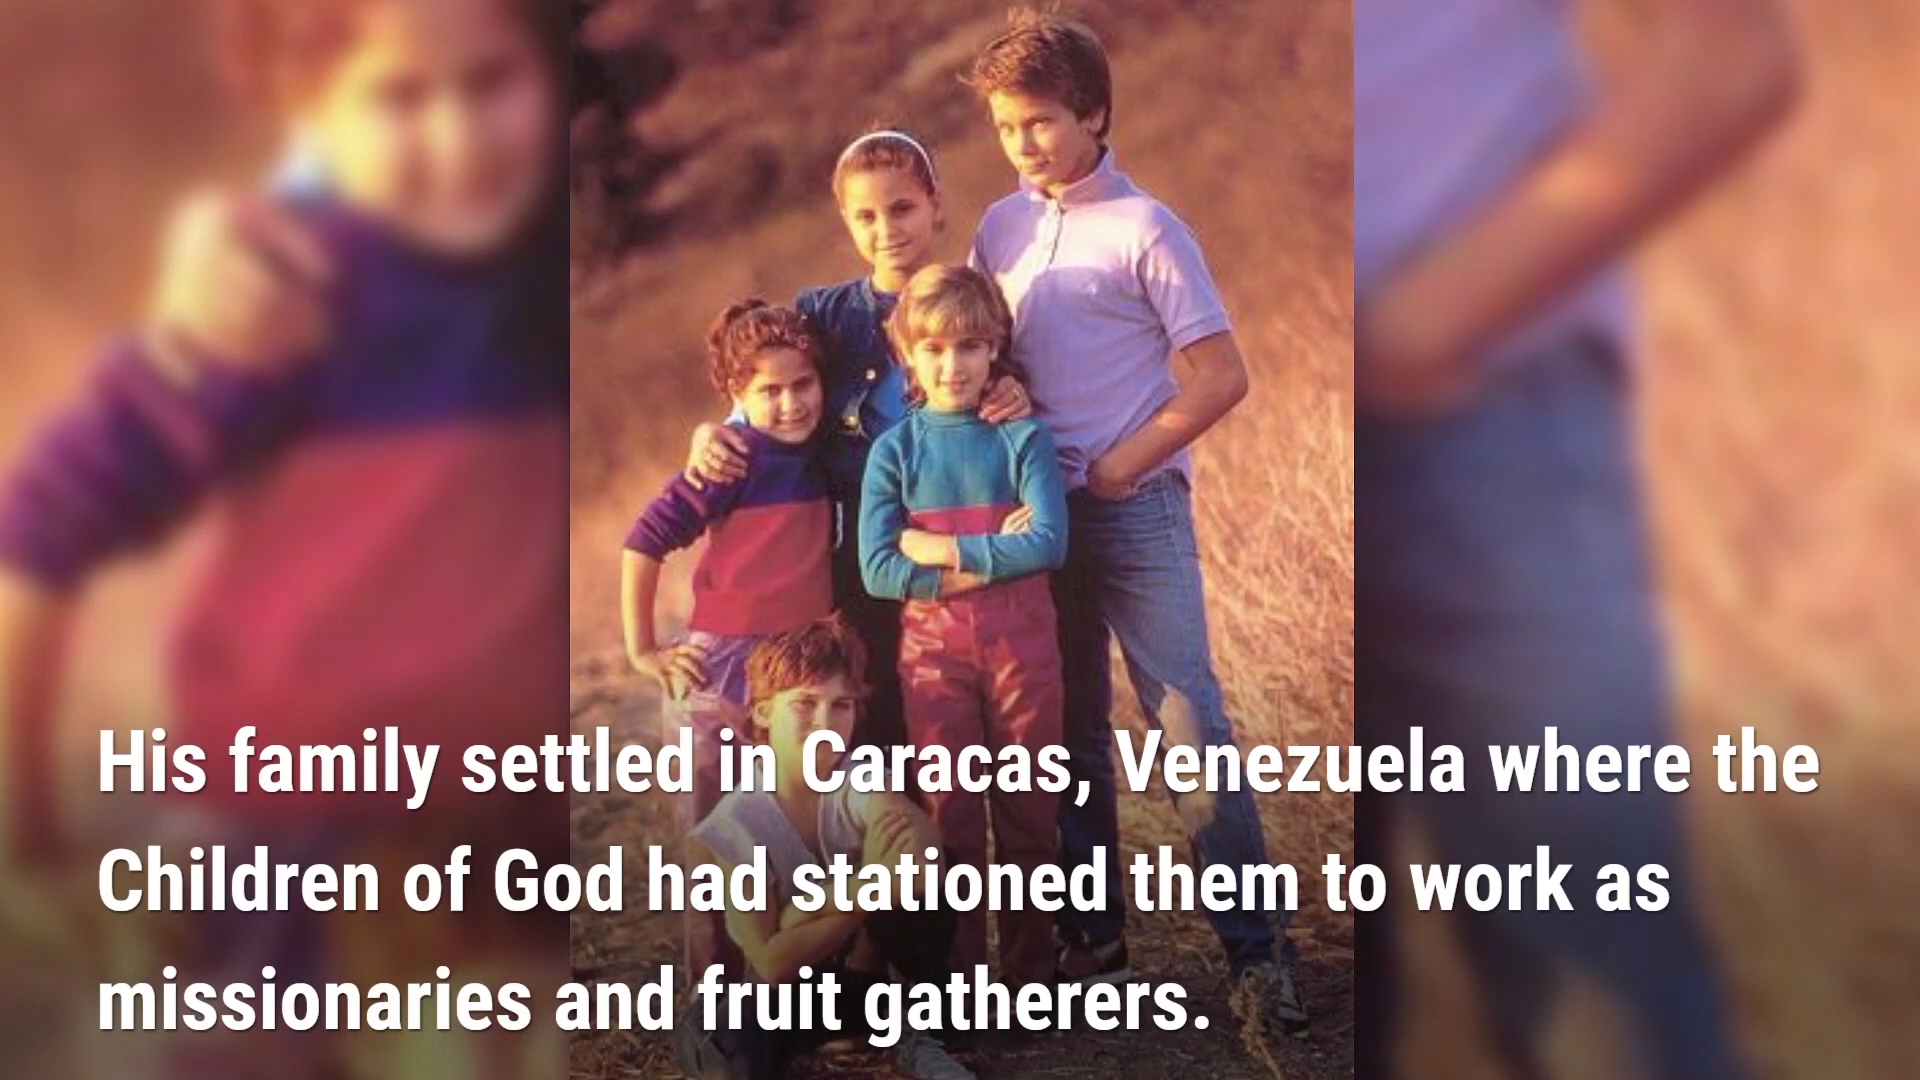 His family settled in Caracas, Venezuela where the
Children of God had stationed them to work as
missionaries and fruit gatherers.